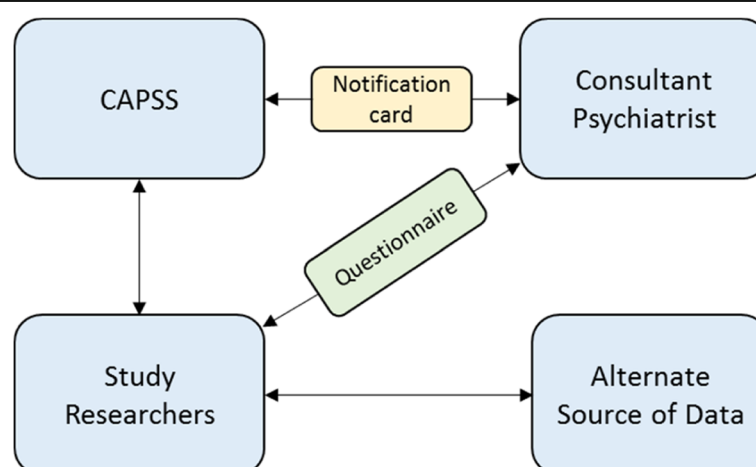 CAPSS
Notification
card
Consultant
Psychiatrist
Questionnaire
Study
Researchers
Alternate
Source of Data